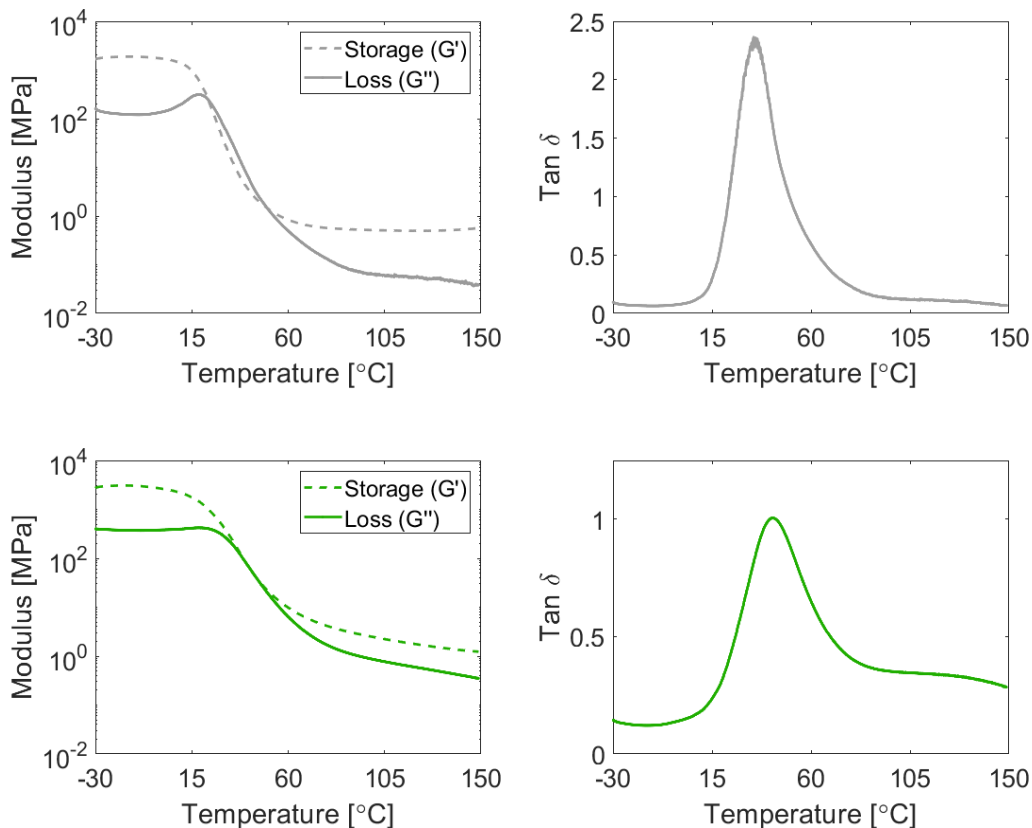 10^4
10^2
10^0
10^-2
Modulus [MPa]
Storage (G')
Loss (G'')
-30 15 60 105 150
Temperature [°C]
2.5
2
1.5
1
0.5
0
Tan δ
-30 15 60 105 150
Temperature [°C]
10^4
10^2
10^0
10^-2
Modulus [MPa]
Storage (G')
Loss (G'')
-30 15 60 105 150
Temperature [°C]
1
0.5
0
Tan δ
-30 15 60 105 150
Temperature [°C]